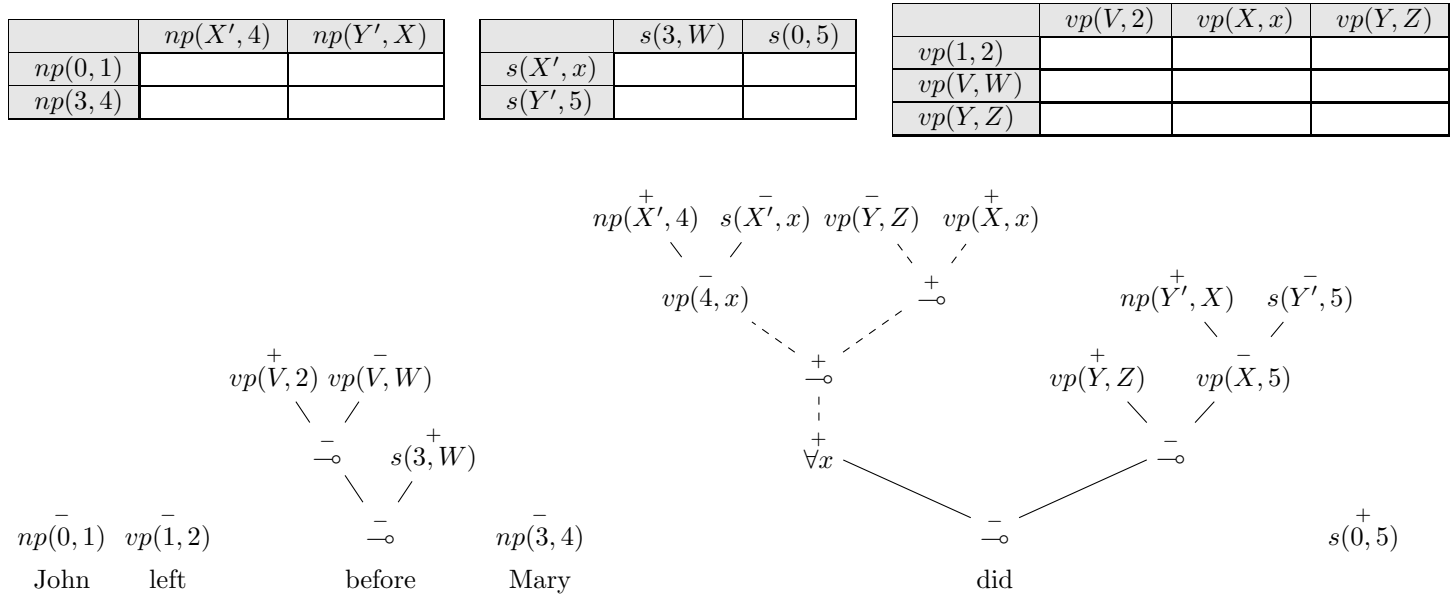 np(X′, 4) np(Y′, X)
np(0, 1)
np(3, 4)
s(3, W) s(0, 5)
s(X′, x)
s(Y′, 5)
vp(V, 2) vp(X, x) vp(Y, Z)
vp(1, 2)
vp(V, W)
vp(Y, Z)
+ − − +
np(X′, 4) s(X′, x) vp(Y, Z) vp(X, x)
− + + −
vp(4, x) ⊸ np(Y′, X) s(Y′, 5)
+ − + + −
vp(V, 2) vp(V, W) ⊸ vp(Y, Z) vp(X, 5)
− + + −
⊸ s(3, W) ∀x ⊸
− − − − − +
np(0, 1) vp(1, 2) ⊸ np(3, 4) ⊸ s(0, 5)
John left before Mary did